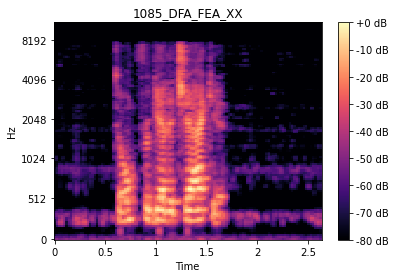 1085_DFA_FEA_XX
+0 dB
8192
-10 dB
4096
-20 dB
-30 dB
2048
Hz
-40 dB
1024
-50 dB
512
-60 dB
-70 dB
0
-80 dB
0 0.5 1 1.5 2 2.5
Time